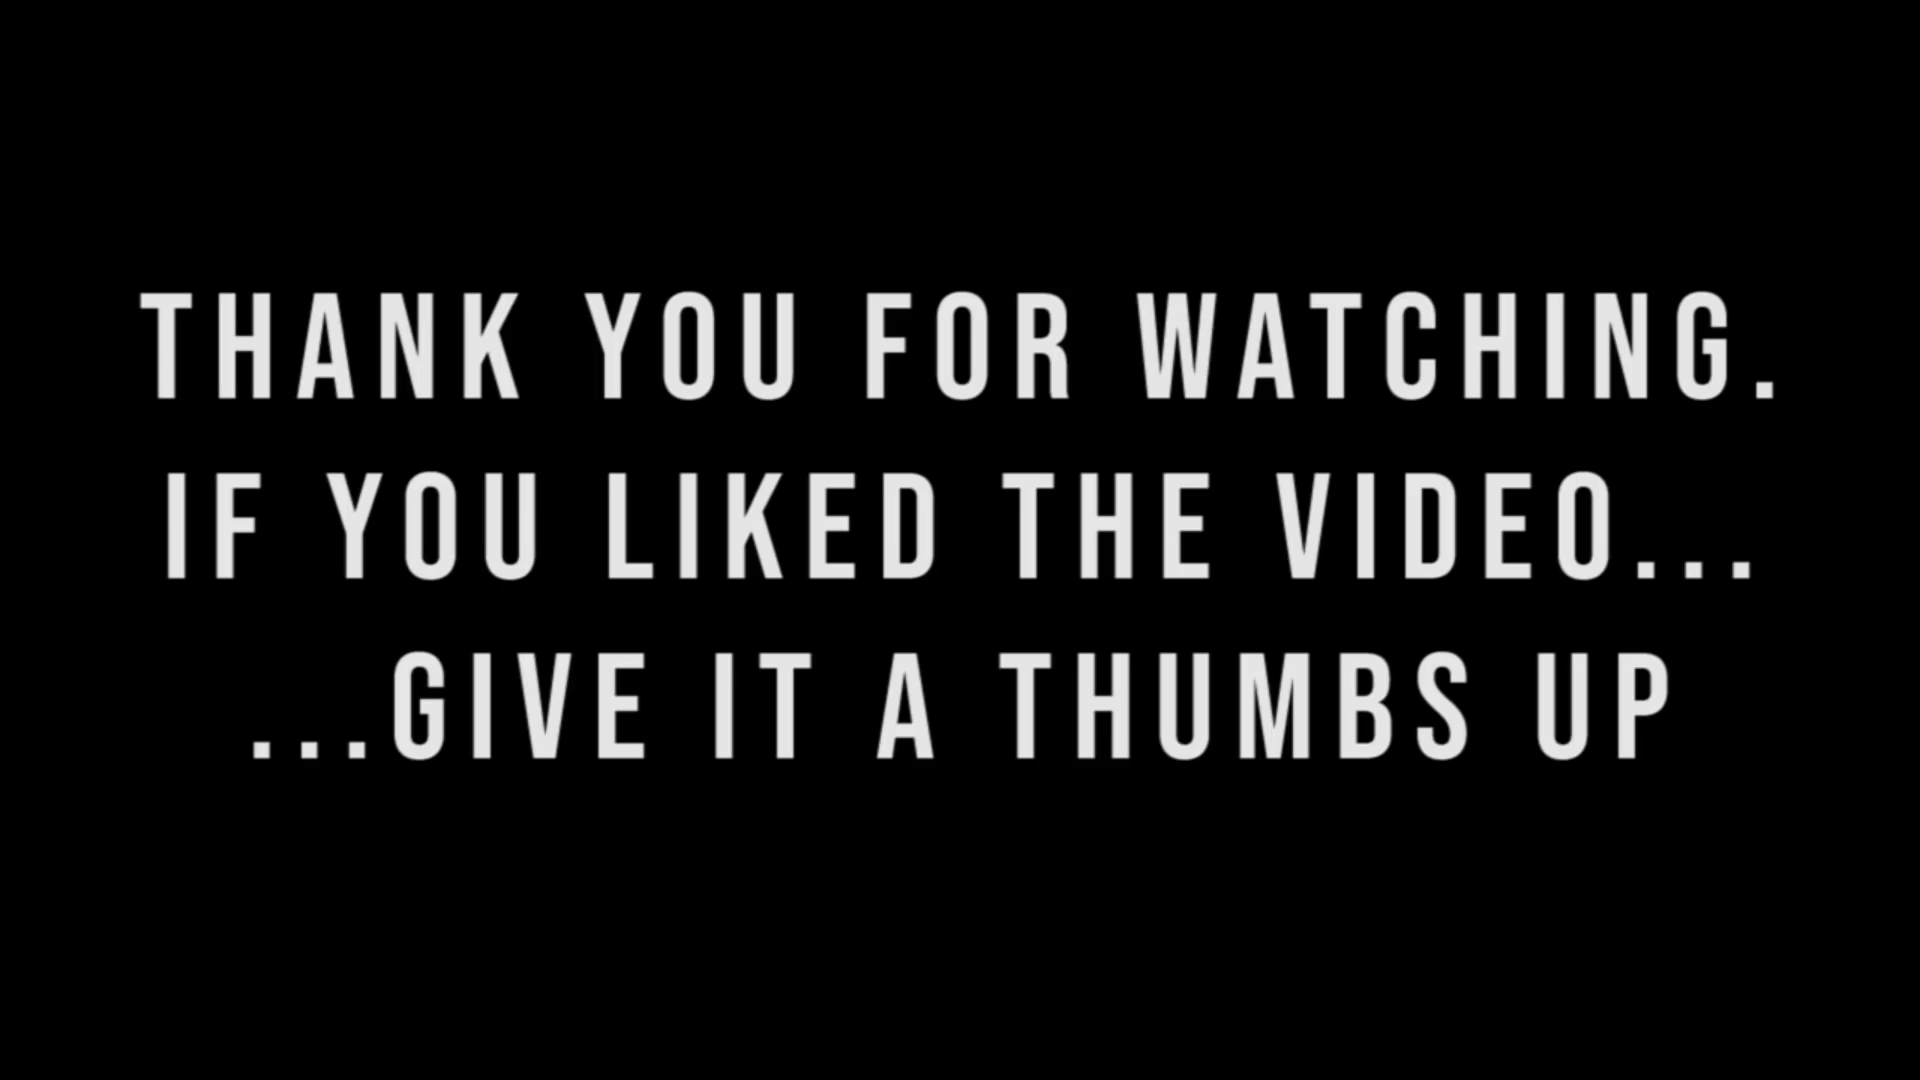 THANK YOU FOR WATCHING.
IF YOU LIKED THE VIDEO...
...GIVE IT A THUMBS UP